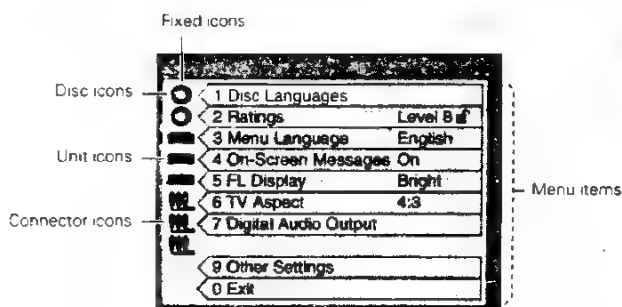 Fixed icons
Disc icons
Unit icons
Connector icons
1 Disc Languages
2 Ratings Level 8
3 Menu Language English
4 On-Screen Messages On
5 FL Display Bright
6 TV Aspect 4:3
7 Digital Audio Output
9 Other Settings
0 Exit
Menu items